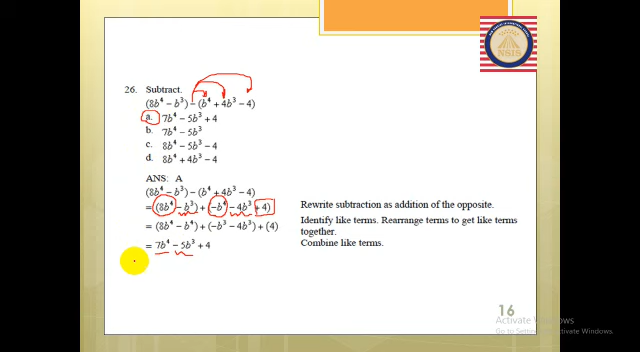 NSIS
26. Subtract.
(8b⁴ − b³) − (b⁴ + 4b³ − 4)
a. 7b⁴ − 5b³ + 4
b. 7b⁴ − 5b³
c. 8b⁴ − 5b³ − 4
d. 8b⁴ + 4b³ − 4
ANS: A
(8b⁴ − b³) − (b⁴ + 4b³ − 4)
= (8b⁴ − b³) + (−b⁴ − 4b³ + 4) Rewrite subtraction as addition of the opposite.
= (8b⁴ − b⁴) + (−b³ − 4b³) + (4) Identify like terms. Rearrange terms to get like terms
together.
= 7b⁴ − 5b³ + 4 Combine like terms.
16
Activate Windows
Go to Settings to activate Windows.